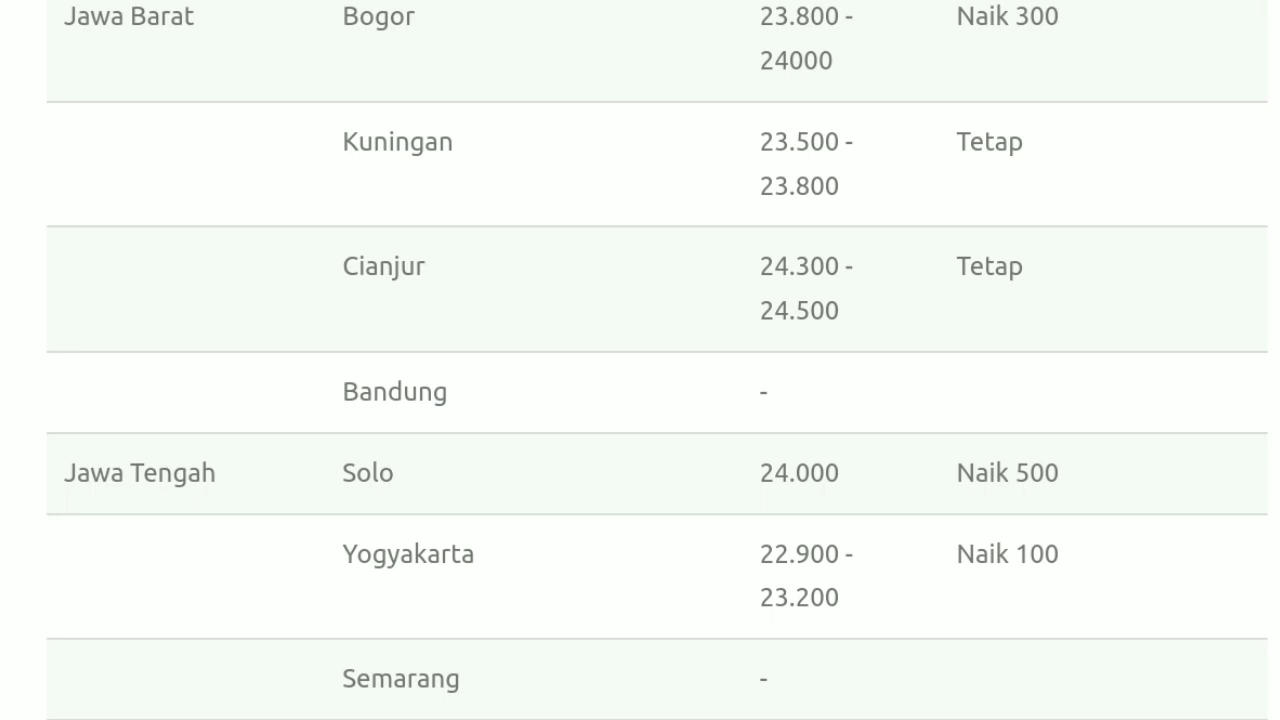 Jawa Barat Bogor 23.800 - Naik 300
24000
Kuningan 23.500 - Tetap
23.800
Cianjur 24.300 - Tetap
24.500
Bandung -
Jawa Tengah Solo 24.000 Naik 500
Yogyakarta 22.900 - Naik 100
23.200
Semarang -